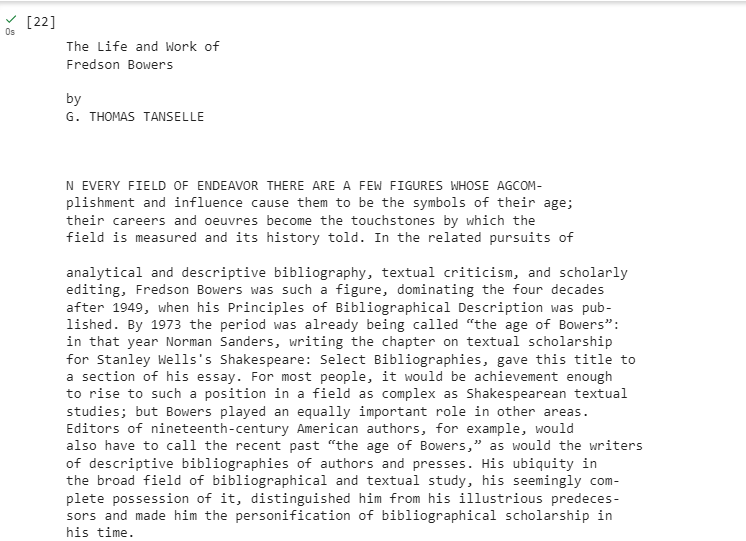 [22]
0s
The Life and Work of
Fredson Bowers
by
G. THOMAS TANSELLE
N EVERY FIELD OF ENDEAVOR THERE ARE A FEW FIGURES WHOSE AGCOM-
plishment and influence cause them to be the symbols of their age;
their careers and oeuvres become the touchstones by which the
field is measured and its history told. In the related pursuits of
analytical and descriptive bibliography, textual criticism, and scholarly
editing, Fredson Bowers was such a figure, dominating the four decades
after 1949, when his Principles of Bibliographical Description was pub-
lished. By 1973 the period was already being called “the age of Bowers”:
in that year Norman Sanders, writing the chapter on textual scholarship
for Stanley Wells's Shakespeare: Select Bibliographies, gave this title to
a section of his essay. For most people, it would be achievement enough
to rise to such a position in a field as complex as Shakespearean textual
studies; but Bowers played an equally important role in other areas.
Editors of nineteenth-century American authors, for example, would
also have to call the recent past “the age of Bowers,” as would the writers
of descriptive bibliographies of authors and presses. His ubiquity in
the broad field of bibliographical and textual study, his seemingly com-
plete possession of it, distinguished him from his illustrious predeces-
sors and made him the personification of bibliographical scholarship in
his time.